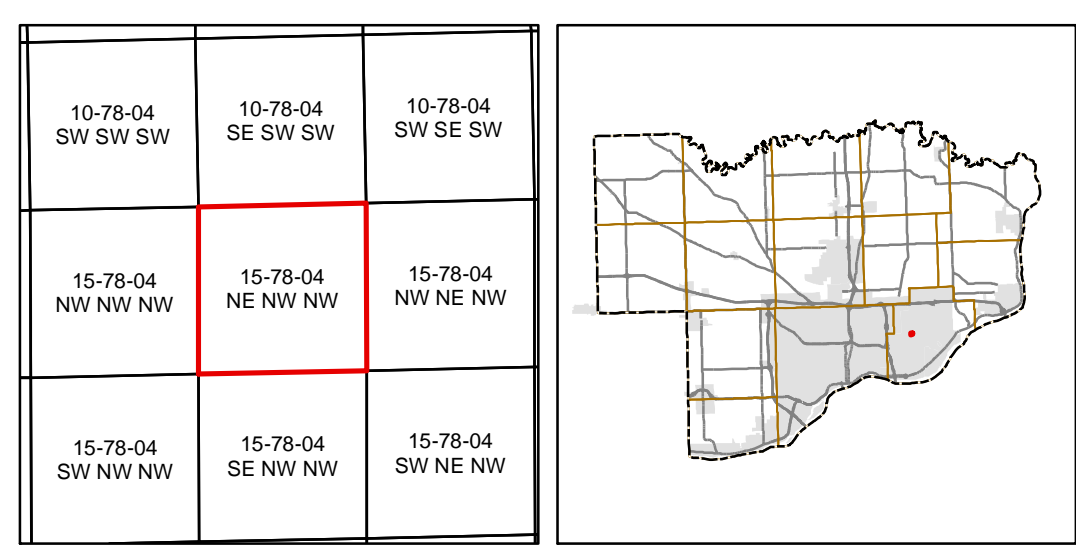 10-78-04
SW SW SW
10-78-04
SE SW SW
10-78-04
SW SE SW
15-78-04
NW NW NW
15-78-04
NE NW NW
15-78-04
NW NE NW
15-78-04
SW NW NW
15-78-04
SE NW NW
15-78-04
SW NE NW